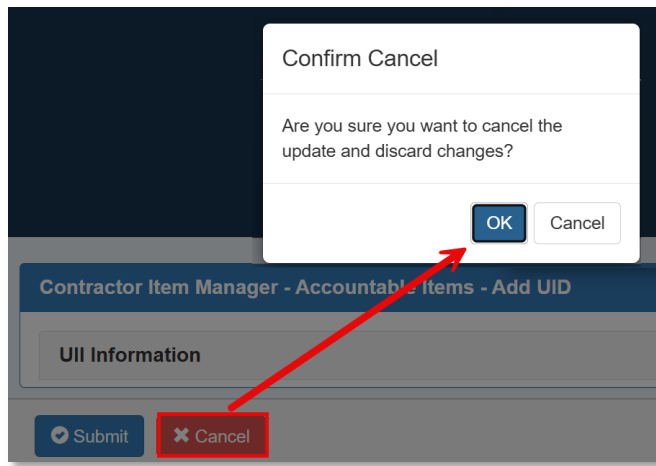 Confirm Cancel
Are you sure you want to cancel the
update and discard changes?
OK Cancel
Contractor Item Manager - Accountable Items - Add UID
UII Information
Submit Cancel